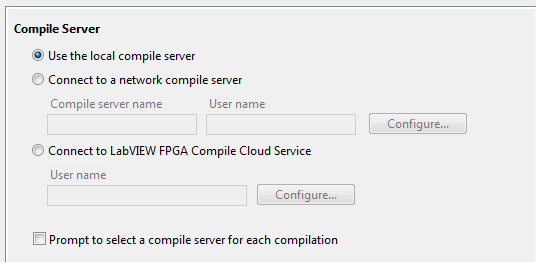 Compile Server
Use the local compile server
Connect to a network compile server
Compile server name User name
Configure...
Connect to LabVIEW FPGA Compile Cloud Service
User name
Configure...
Prompt to select a compile server for each compilation